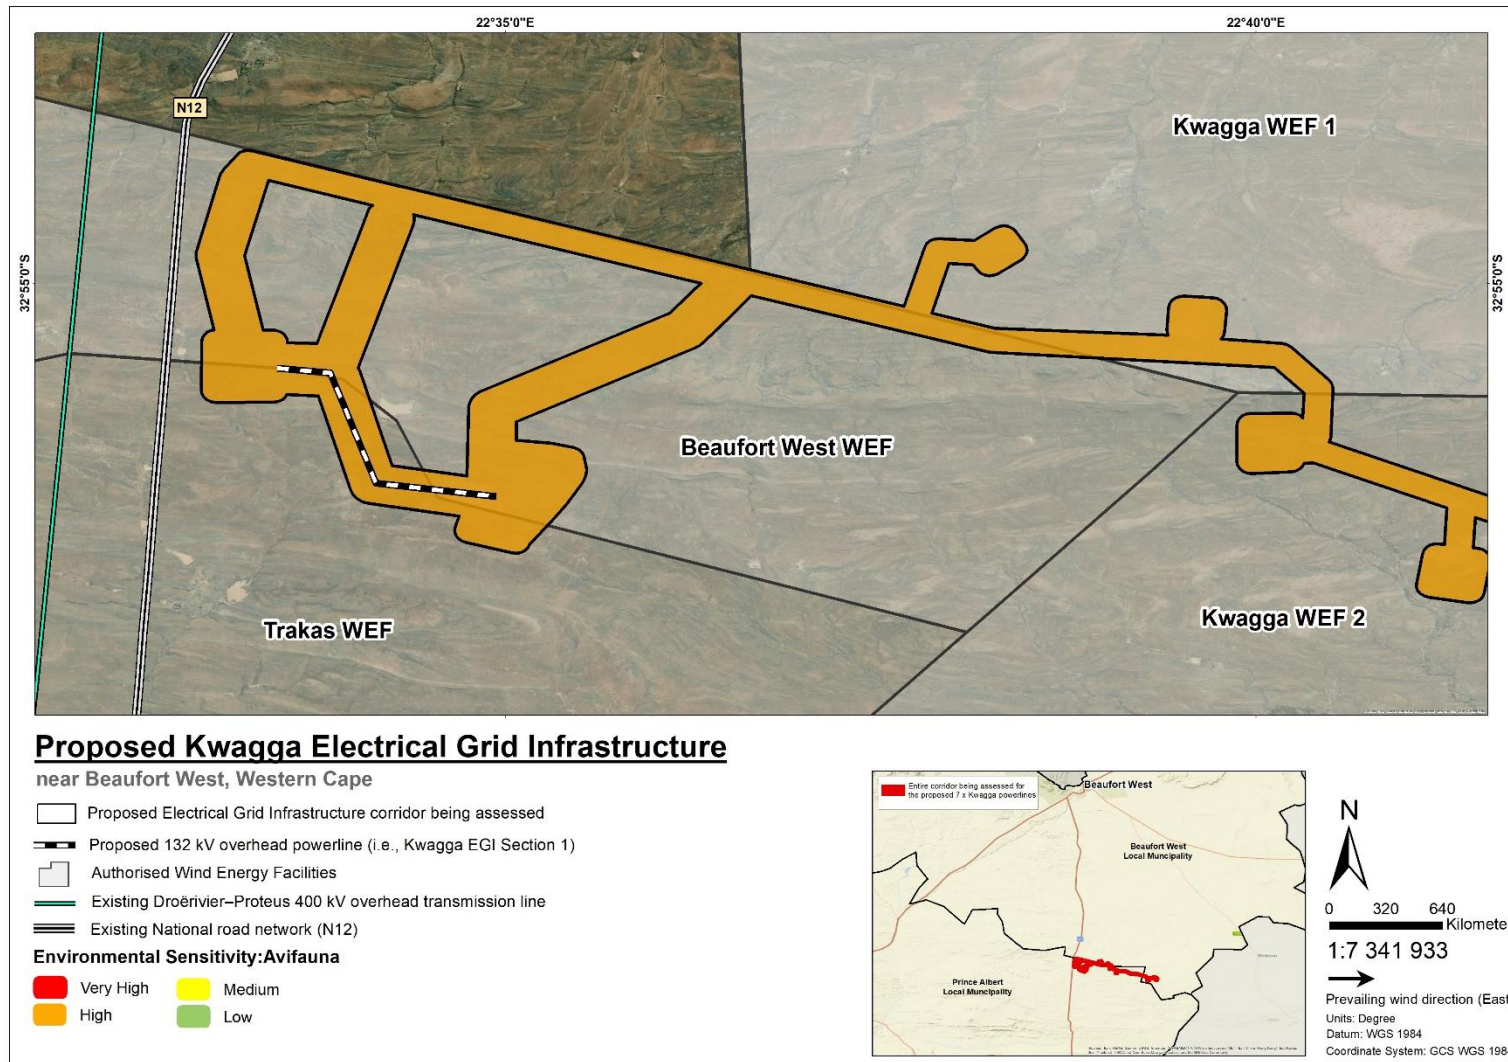 22°35'0"E
22°40'0"E
N12
Kwagga WEF 1
32°55'0"S
32°55'0"S
Beaufort West WEF
Trakas WEF
Kwagga WEF 2
Proposed Kwagga Electrical Grid Infrastructure
near Beaufort West, Western Cape
Proposed Electrical Grid Infrastructure corridor being assessed
Proposed 132 kV overhead powerline (i.e., Kwagga EGI Section 1)
Authorised Wind Energy Facilities
Existing Droërivier–Proteus 400 kV overhead transmission line
Existing National road network (N12)
Environmental Sensitivity:Avifauna
Very High
Medium
High
Low
Entire corridor being assessed for
the proposed 7 x Kwagga powerlines
Beaufort West
Beaufort West
Local Muncipality
Prince Albert
Local Muncipality
N
0 320 640
Kilomete
1:7 341 933
Prevailing wind direction (East
Units: Degree
Datum: WGS 1984
Coordinate System: GCS WGS 198